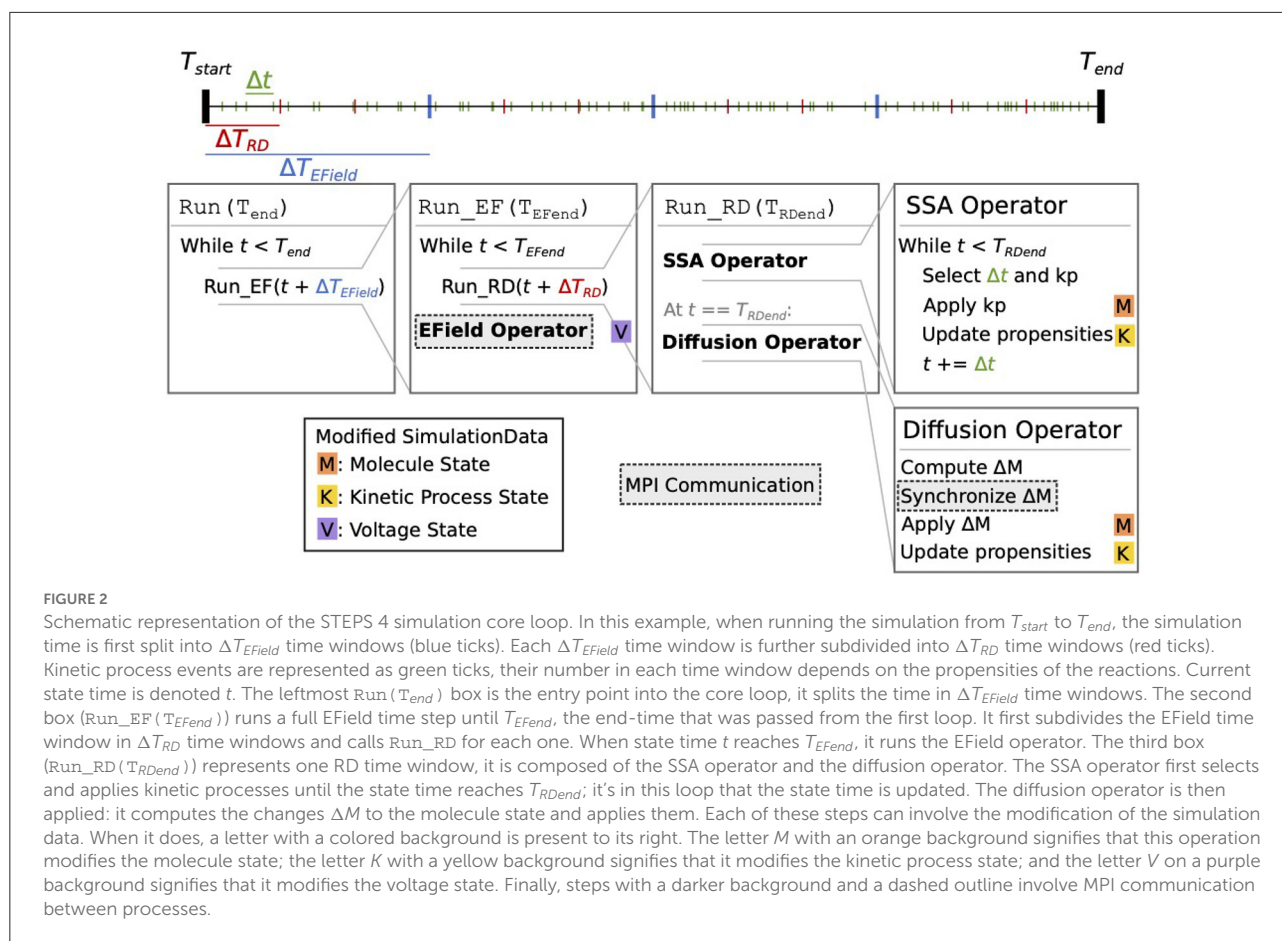 T_start
T_end
Δt
ΔT_RD
ΔT_EField
Run(T_end)
While t < T_end
Run_EF(t + ΔT_EField)
Run_EF(T_EFend)
While t < T_EFend
Run_RD(t + ΔT_RD)
EField Operator
V
Run_RD(T_RDend)
SSA Operator
At t == T_RDend:
Diffusion Operator
SSA Operator
While t < T_RDend
Select Δt and kp
Apply kp
M
Update propensities
K
t += Δt
Diffusion Operator
Compute ΔM
Synchronize ΔM
Apply ΔM
M
Update propensities
K
Modified SimulationData
M: Molecule State
K: Kinetic Process State
V: Voltage State
MPI Communication
FIGURE 2
Schematic representation of the STEPS 4 simulation core loop. In this example, when running the simulation from T_start to T_end, the simulation
time is first split into ΔT_EField time windows (blue ticks). Each ΔT_EField time window is further subdivided into ΔT_RD time windows (red ticks).
Kinetic process events are represented as green ticks, their number in each time window depends on the propensities of the reactions. Current
state time is denoted t. The leftmost Run(T_end) box is the entry point into the core loop, it splits the time in ΔT_EField time windows. The second
box (Run_EF(T_EFend)) runs a full EField time step until T_EFend, the end-time that was passed from the first loop. It first subdivides the EField time
window in ΔT_RD time windows and calls Run_RD for each one. When state time t reaches T_EFend, it runs the EField operator. The third box
(Run_RD(T_RDend)) represents one RD time window, it is composed of the SSA operator and the diffusion operator. The SSA operator first selects
and applies kinetic processes until the state time reaches T_RDend; it's in this loop that the state time is updated. The diffusion operator is then
applied: it computes the changes ΔM to the molecule state and applies them. Each of these steps can involve the modification of the simulation
data. When it does, a letter with a colored background is present to its right. The letter M with an orange background signifies that this operation
modifies the molecule state; the letter K with a yellow background signifies that it modifies the kinetic process state; and the letter V on a purple
background signifies that it modifies the voltage state. Finally, steps with a darker background and a dashed outline involve MPI communication
between processes.